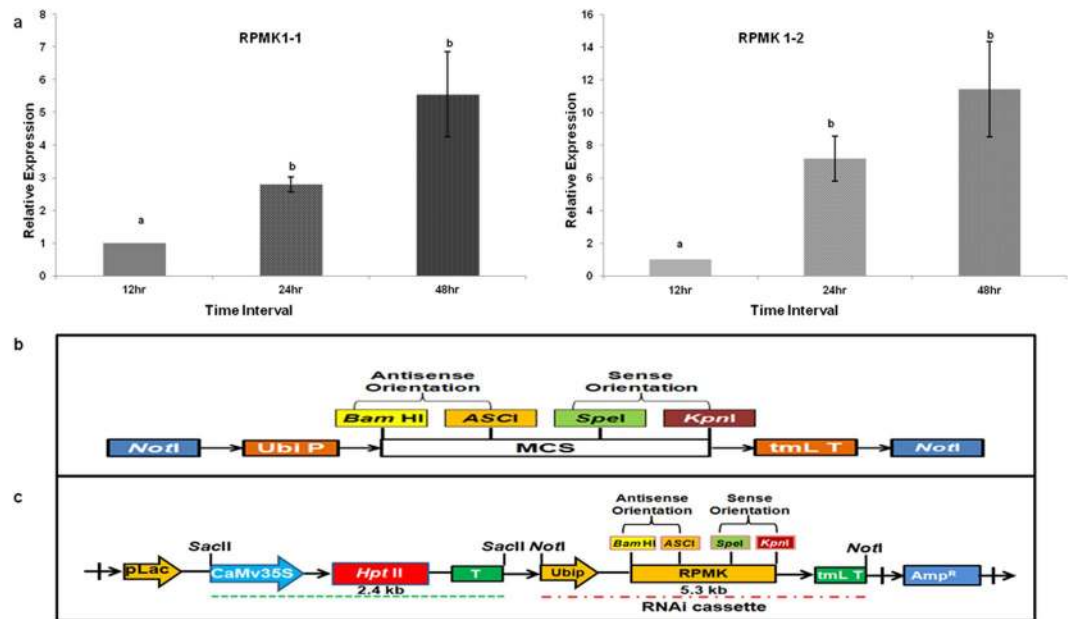 a
RPMK1-1
RPMK 1-2
Relative Expression
8
7
6
5
4
3
2
1
0
a
b
b
12hr
24hr
48hr
Time Interval
Relative Expression
16
14
12
10
8
6
4
2
0
a
b
b
12hr
24hr
48hr
Time Interval
b
Antisense Orientation
Sense Orientation
Bam HI
ASCI
SpeI
KpnI
NotI
Ubi P
MCS
tmL T
NotI
c
Antisense Orientation
Sense Orientation
SacII
SacII
NotI
BamHI
ASCI
SpeI
KpnI
NotI
pLac
CaMv35S
Hpt II
T
Ubip
RPMK
tmL T
AmpR
2.4 kb
5.3 kb
RNAi cassette